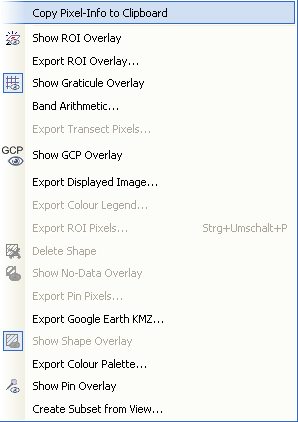 Copy Pixel-Info to Clipboard
Show ROI Overlay
Export ROI Overlay...
Show Graticule Overlay
Band Arithmetic...
Export Transect Pixels...
GCP Show GCP Overlay
Export Displayed Image...
Export Colour Legend...
Export ROI Pixels... Strg+Umschalt+P
Delete Shape
Show No-Data Overlay
Export Pin Pixels...
Export Google Earth KMZ...
Show Shape Overlay
Export Colour Palette...
Show Pin Overlay
Create Subset from View...